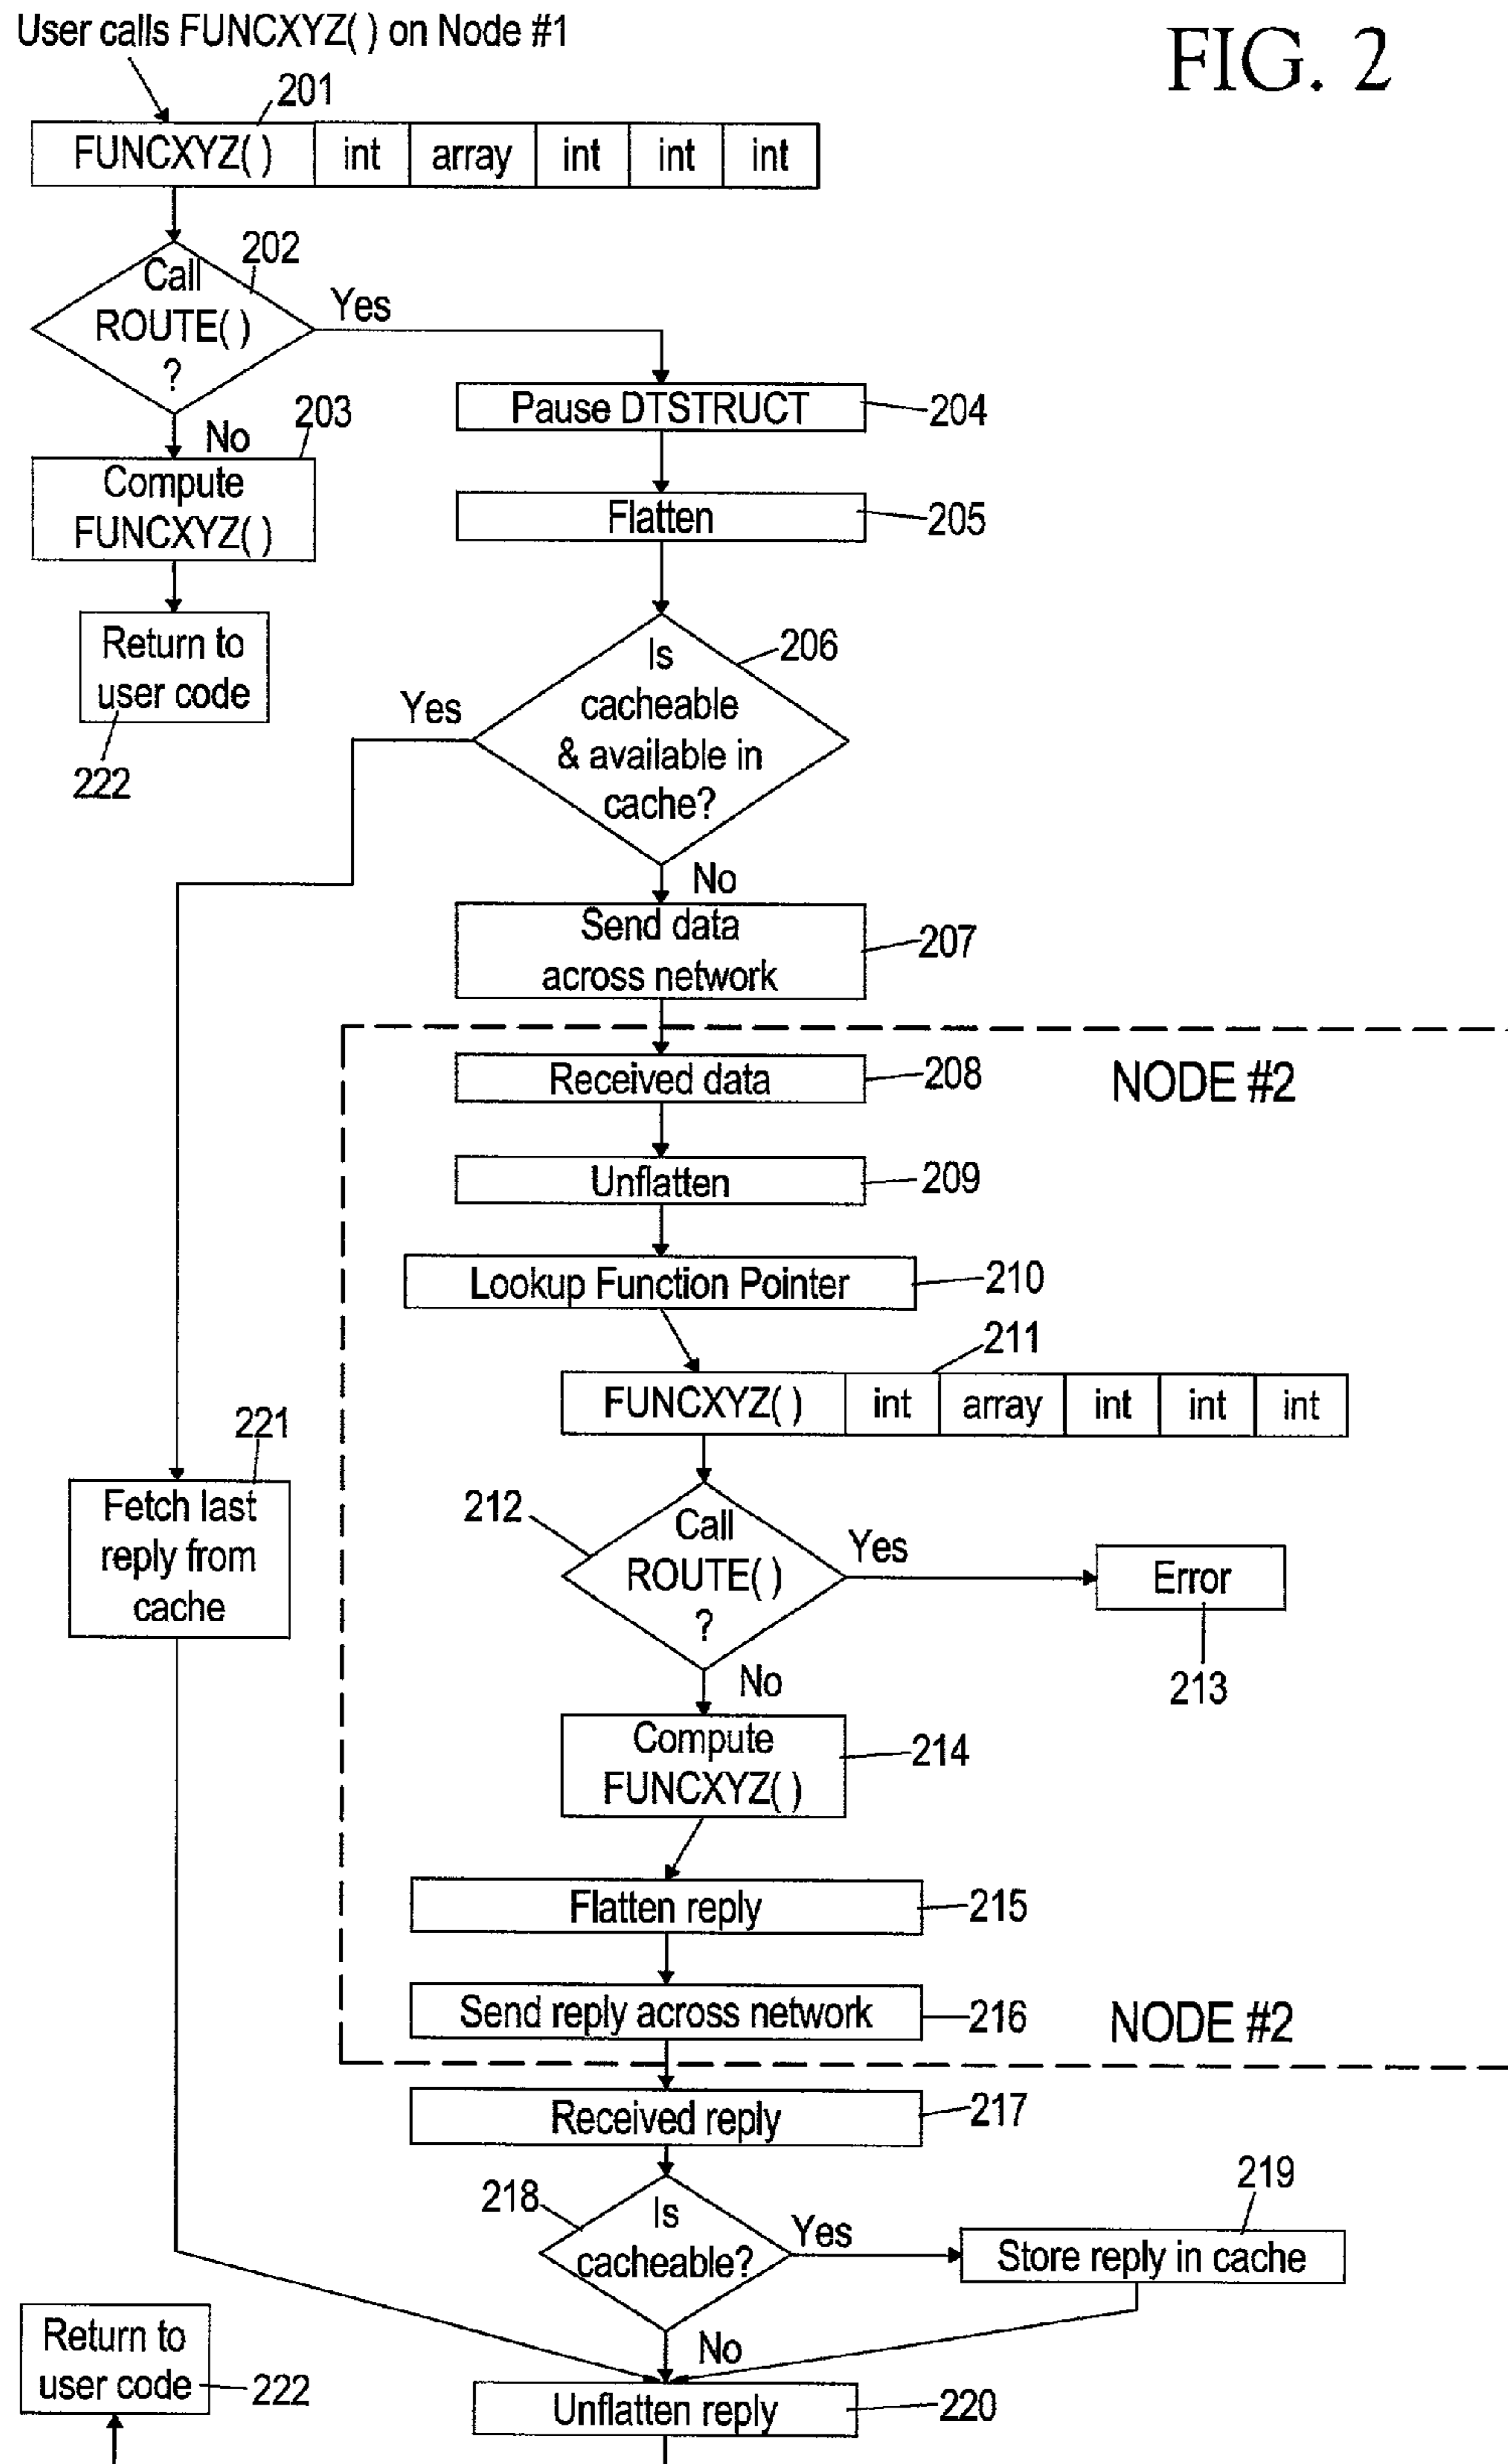 User calls FUNCXYZ( ) on Node #1
FIG. 2
201
FUNCXYZ( ) int array int int int
202
Call
ROUTE( )
?
Yes
No
203
Compute
FUNCXYZ( )
Return to
user code
222
Pause DTSTRUCT
204
Flatten
205
206
Is
cacheable
& available in
cache?
Yes
No
Send data
across network
207
Received data
208
NODE #2
Unflatten
209
Lookup Function Pointer
210
211
FUNCXYZ( ) int array int int int
212
Call
ROUTE( )
?
Yes
Error
213
No
221
Fetch last
reply from
cache
Compute
FUNCXYZ( )
214
Flatten reply
215
Send reply across network
216
NODE #2
Received reply
217
218
Is
cacheable?
Yes
219
Store reply in cache
No
Return to
user code
222
Unflatten reply
220